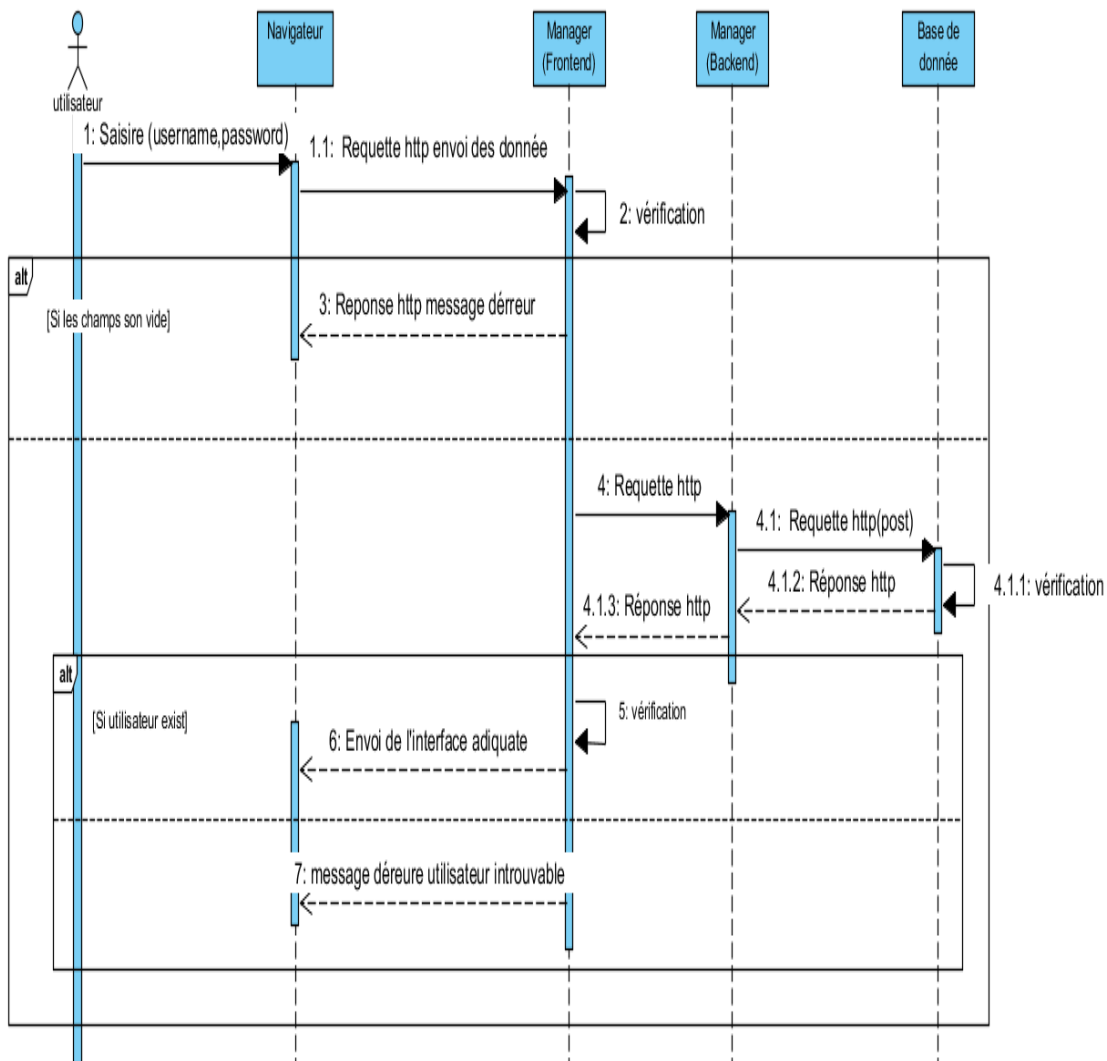 utilisateur
Navigateur
Manager
(Frontend)
Manager
(Backend)
Base de
donnée
1: Saisire (username,password)
1.1: Requette http envoi des donnée
2: vérification
alt
[Si les champs son vide]
3: Reponse http message dérreur
4: Requette http
4.1: Requette http(post)
4.1.1: vérification
4.1.2: Réponse http
4.1.3: Réponse http
alt
[Si utilisateur exist]
5: vérification
6: Envoi de l'interface adiquate
7: message déreure utilisateur introuvable